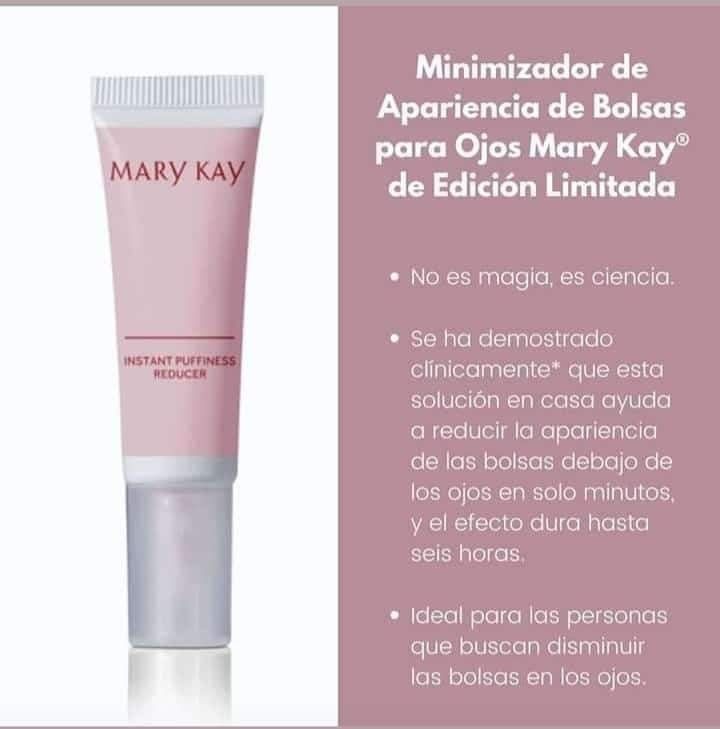 MARY KAY
INSTANT PUFFINESS
REDUCER
Minimizador de
Apariencia de Bolsas
para Ojos Mary Kay®
de Edición Limitada
• No es magia, es ciencia.
• Se ha demostrado
clínicamente* que esta
solución en casa ayuda
a reducir la apariencia
de las bolsas debajo de
los ojos en solo minutos,
y el efecto dura hasta
seis horas.
• Ideal para las personas
que buscan disminuir
las bolsas en los ojos.